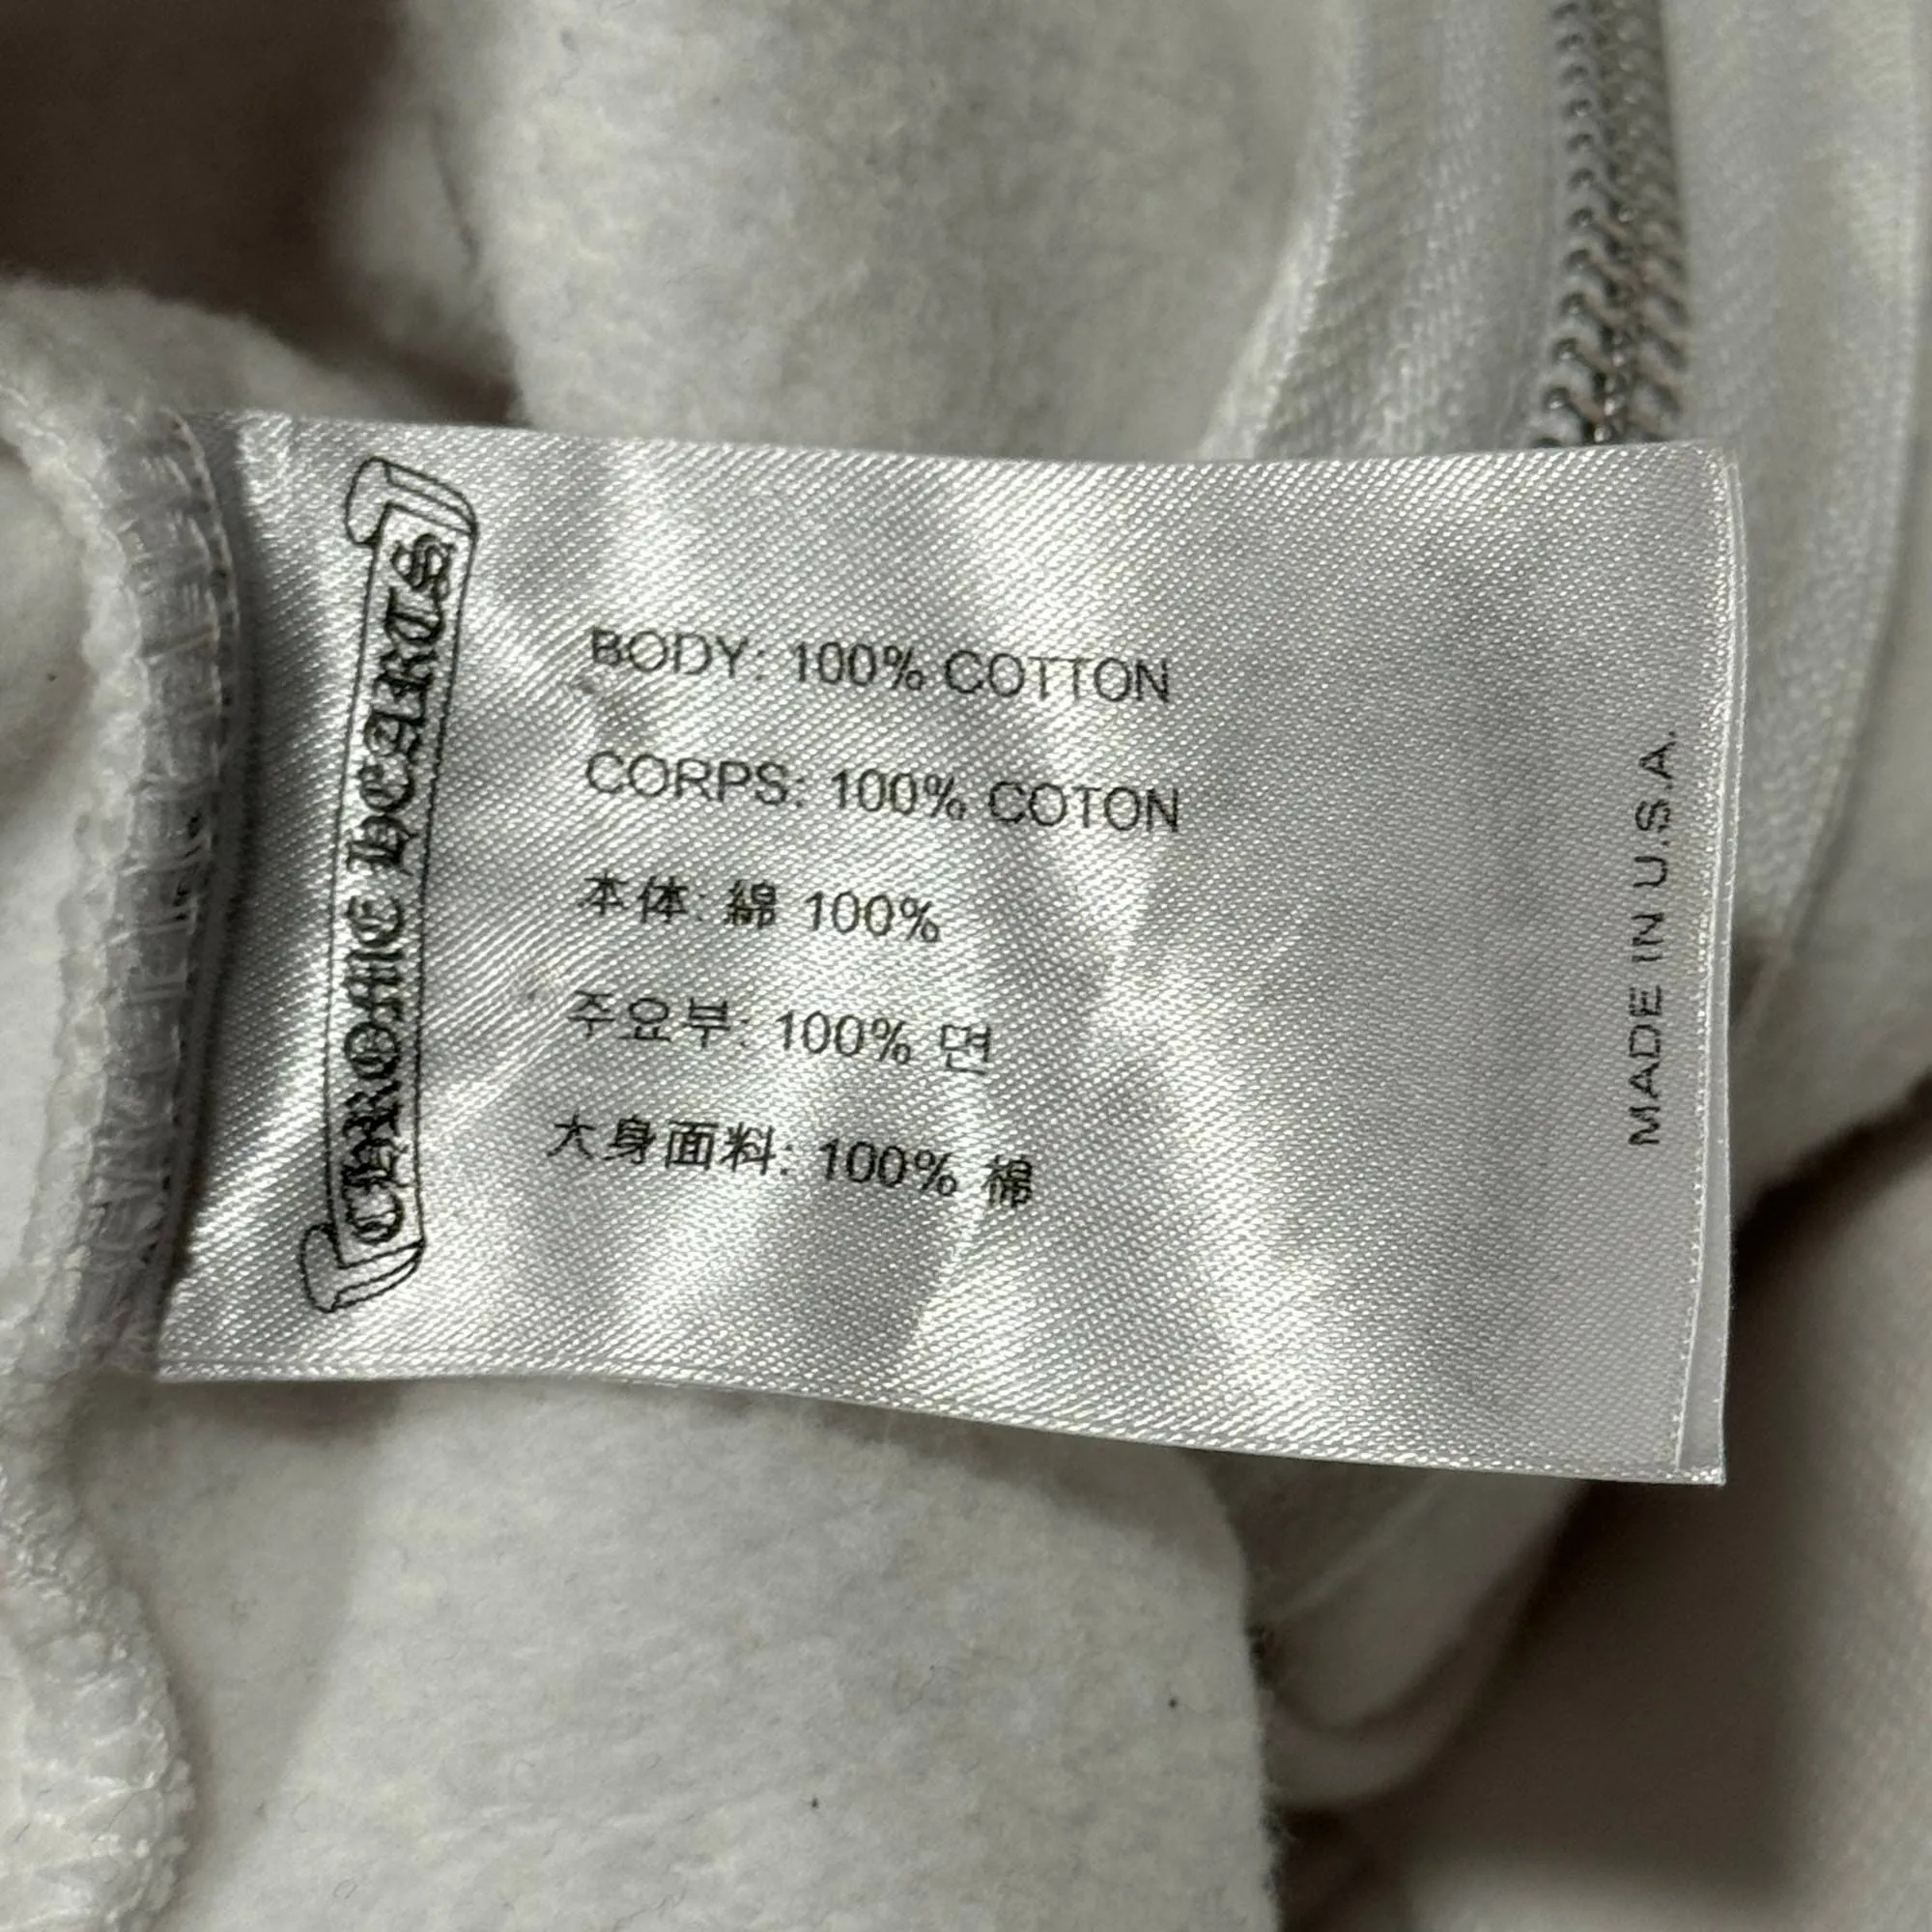 CHROME HEARTS
BODY: 100% COTTON
CORPS: 100% COTON
本体: 綿 100%
주요부: 100% 면
大身面料: 100% 棉
MADE IN U.S.A.